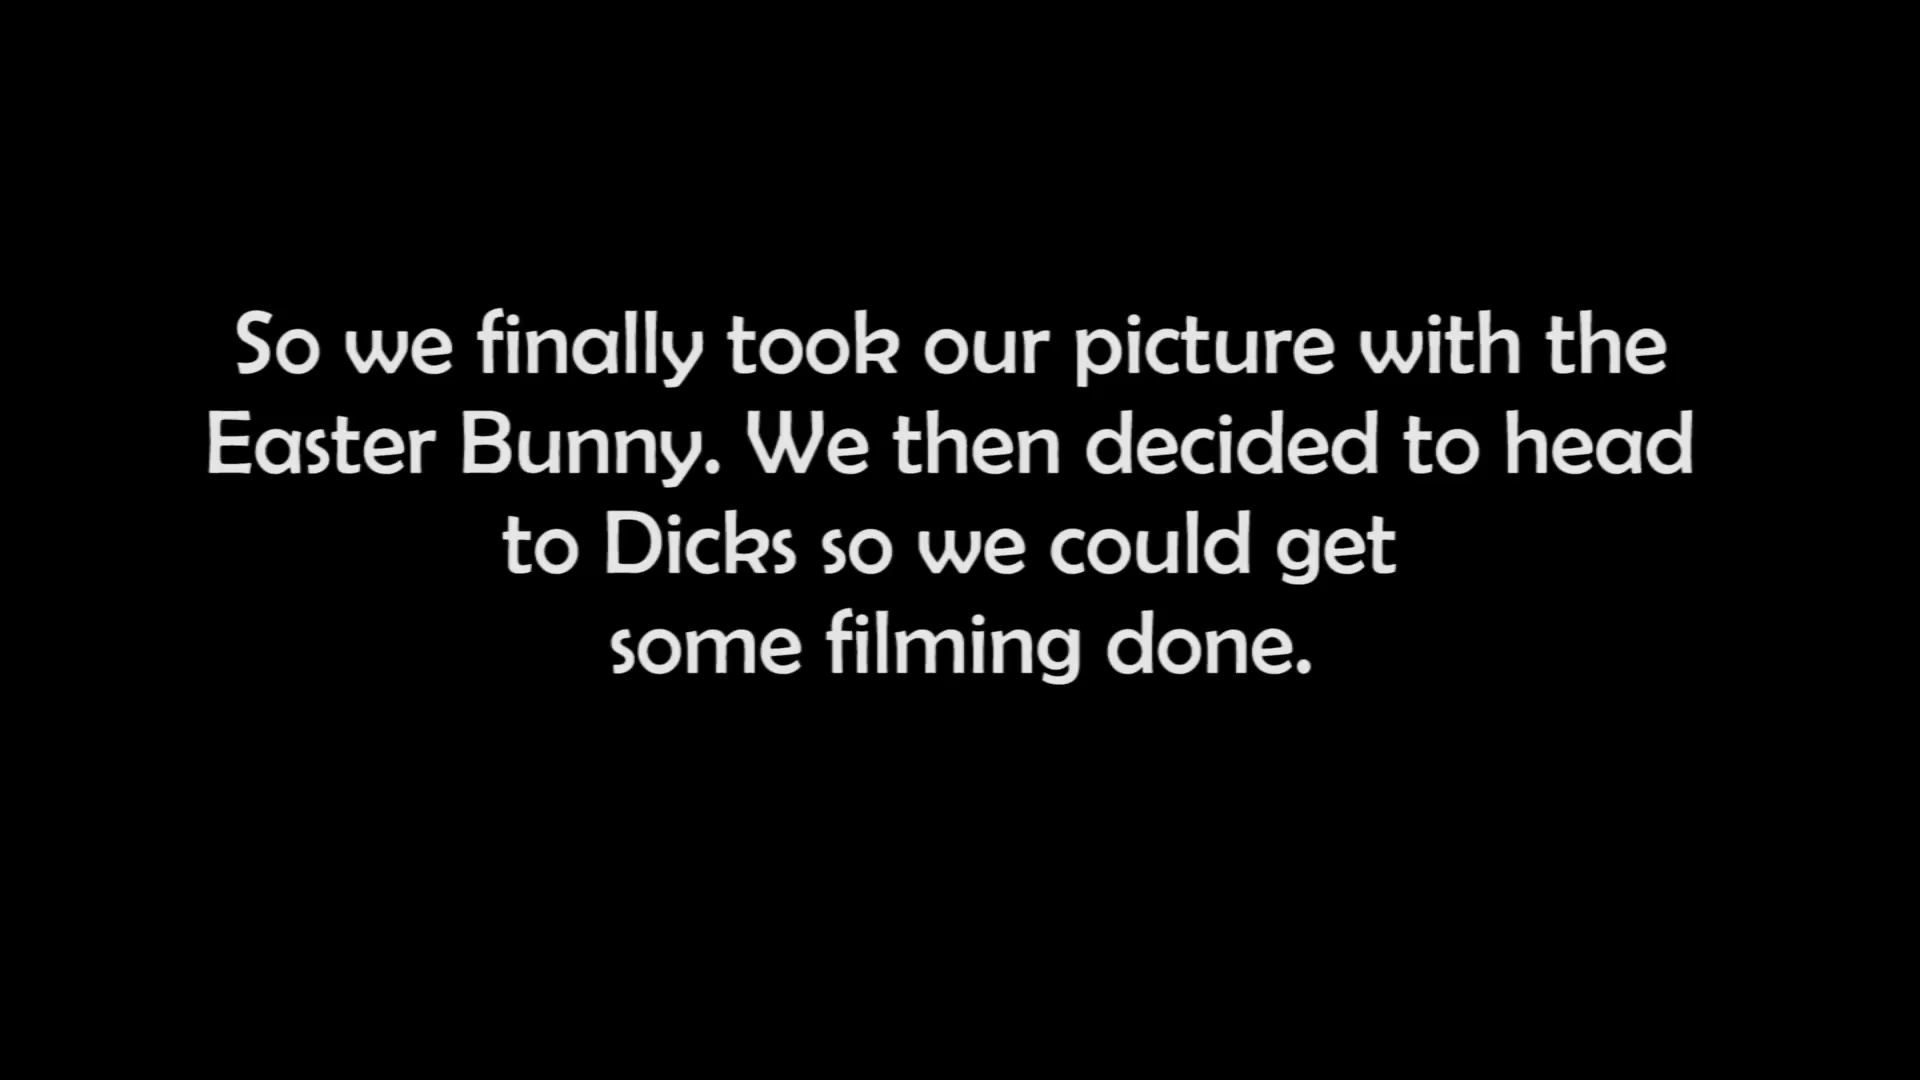 So we finally took our picture with the
Easter Bunny. We then decided to head
to Dicks so we could get
some filming done.